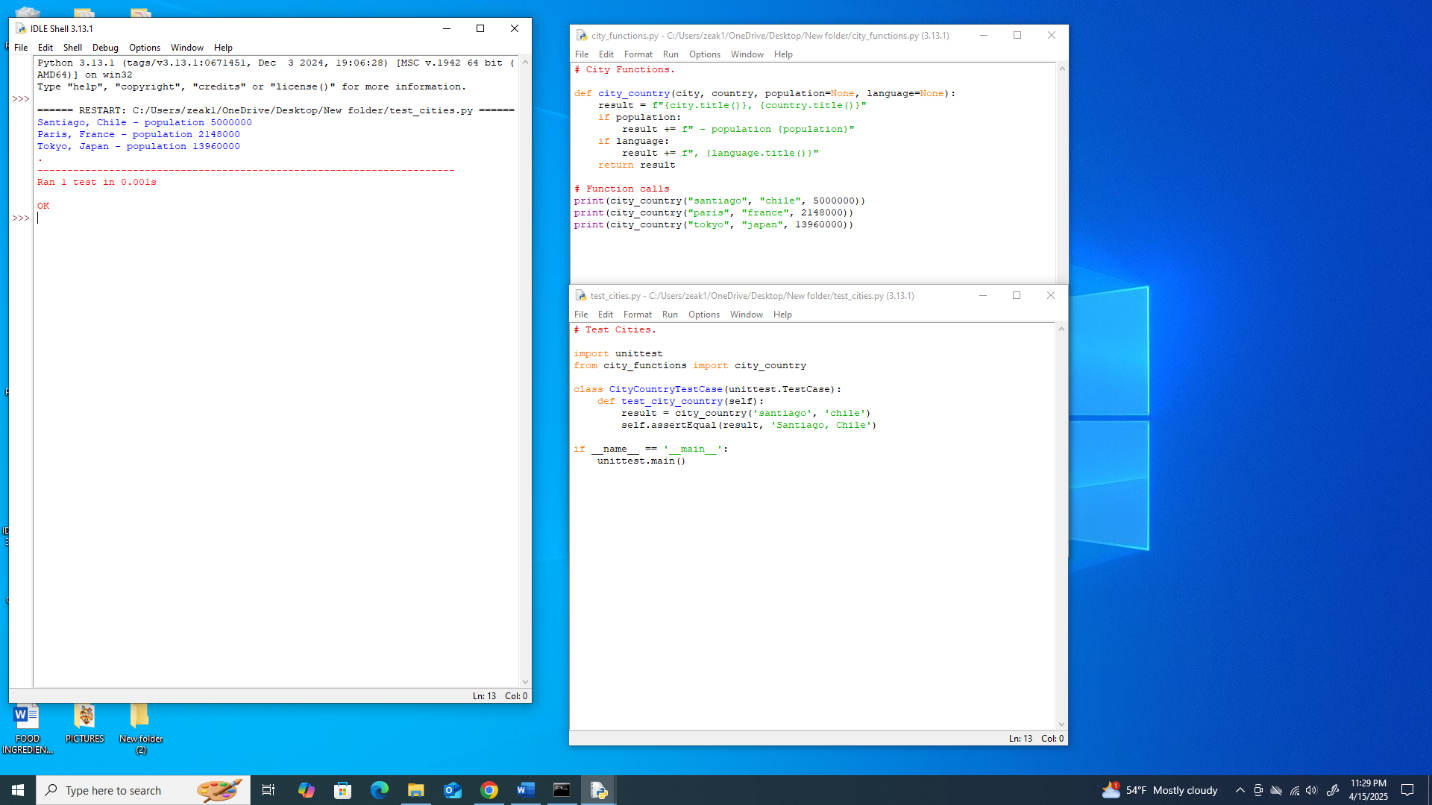 IDLE Shell 3.13.1
File Edit Shell Debug Options Window Help
Python 3.13.1 (tags/v3.13.1:0671451, Dec  3 2024, 19:06:28) [MSC v.1942 64 bit (
AMD64)] on win32
Type "help", "copyright", "credits" or "license()" for more information.
>>>
====== RESTART: C:/Users/zeak1/OneDrive/Desktop/New folder/test_cities.py ======
Santiago, Chile - population 5000000
Paris, France - population 2148000
Tokyo, Japan - population 13960000
.
----------------------------------------------------------------------
Ran 1 test in 0.001s
OK
>>>
Ln: 13 Col: 0
city_functions.py - C:/Users/zeak1/OneDrive/Desktop/New folder/city_functions.py (3.13.1)
File Edit Format Run Options Window Help
# City Functions.
def city_country(city, country, population=None, language=None):
    result = f"{city.title()}, {country.title()}"
    if population:
        result += f" - population {population}"
    if language:
        result += f", {language.title()}"
    return result
# Function calls
print(city_country("santiago", "chile", 5000000))
print(city_country("paris", "france", 2148000))
print(city_country("tokyo", "japan", 13960000))
test_cities.py - C:/Users/zeak1/OneDrive/Desktop/New folder/test_cities.py (3.13.1)
File Edit Format Run Options Window Help
# Test Cities.
import unittest
from city_functions import city_country
class CityCountryTestCase(unittest.TestCase):
    def test_city_country(self):
        result = city_country('santiago', 'chile')
        self.assertEqual(result, 'Santiago, Chile')
if __name__ == '__main__':
    unittest.main()
Ln: 13 Col: 0
FOOD
INGREDIEN...
PICTURES
New folder
(2)
Type here to search
54°F Mostly cloudy
11:29 PM
4/15/2025